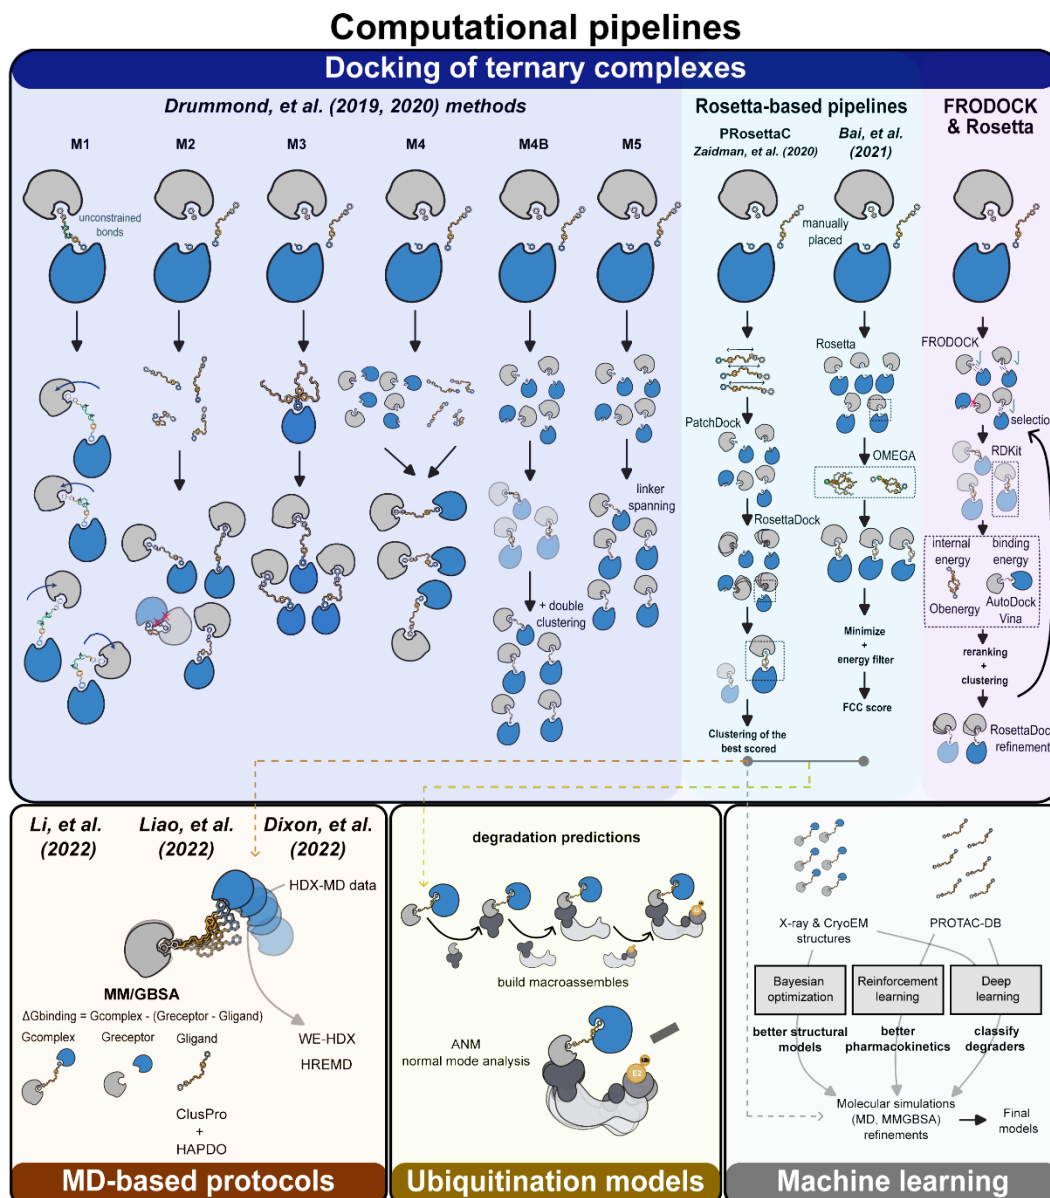 Computational pipelines
Docking of ternary complexes
Drummond, et al. (2019, 2020) methods
M1
M2
M3
M4
M4B
M5
unconstrained
bonds
linker
spanning
+ double
clustering
Rosetta-based pipelines
PRosettaC
Zaidman, et al. (2020)
Bai, et al.
(2021)
manually
placed
PatchDock
RosettaDock
Clustering of the
best scored
Rosetta
OMEGA
Minimize
+
energy filter
FCC score
FRODOCK
& Rosetta
FRODOCK
selectio
RDKit
internal
energy
binding
energy
Obenergy
AutoDock
Vina
reranking
+
clustering
RosettaDoc
refinement
Li, et al.
(2022)
Liao, et al.
(2022)
Dixon, et al.
(2022)
HDX-MD data
MM/GBSA
ΔGbinding = Gcomplex - (Greceptor - Gligand)
Gcomplex
Greceptor
Gligand
WE-HDX
HREMD
ClusPro
+
HAPDO
MD-based protocols
degradation predictions
E2
build macroassembles
ANM
normal mode analysis
E2
Ubiquitination models
X-ray & CryoEM
structures
PROTAC-DB
Bayesian
optimization
Reinforcement
learning
Deep
learning
better structural
models
better
pharmacokinetics
classify
degraders
Molecular simulations
(MD, MMGBSA)
refinements
Final
models
Machine learning